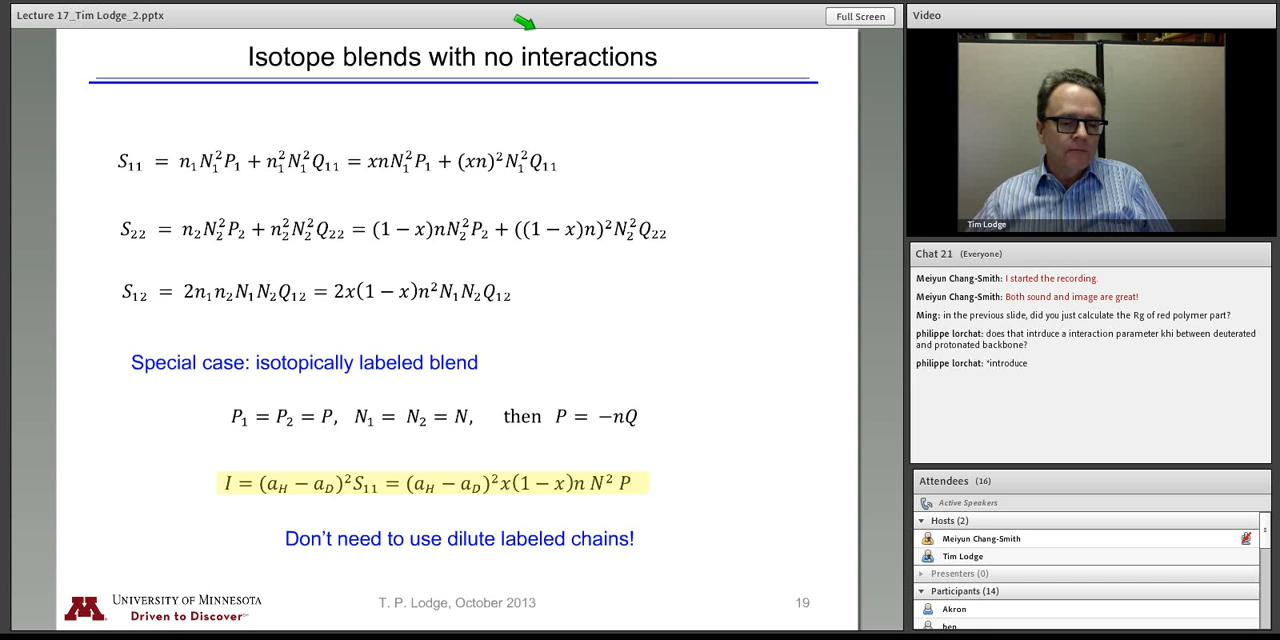 Lecture 17_Tim Lodge_2.pptx
Full Screen
Isotope blends with no interactions
S₁₁ = n₁N₁²P₁ + n₁²N₁²Q₁₁ = xnN₁²P₁ + (xn)²N₁²Q₁₁
S₂₂ = n₂N₂²P₂ + n₂²N₂²Q₂₂ = (1 − x)nN₂²P₂ + ((1 − x)n)²N₂²Q₂₂
S₁₂ = 2n₁n₂N₁N₂Q₁₂ = 2x(1 − x)n²N₁N₂Q₁₂
Special case: isotopically labeled blend
P₁ = P₂ = P, N₁ = N₂ = N, then P = −nQ
I = (a_H − a_D)²S₁₁ = (a_H − a_D)²x(1 − x)n N² P
Don't need to use dilute labeled chains!
M
UNIVERSITY OF MINNESOTA
Driven to Discover℠
T. P. Lodge, October 2013
19
Video
Tim Lodge
Chat 21 (Everyone)
Meiyun Chang-Smith: I started the recording.
Meiyun Chang-Smith: Both sound and image are great!
Ming: in the previous slide, did you just calculate the Rg of red polymer part?
philippe lorchat: does that intrduce a interaction parameter khi between deuterated
and protonated backbone?
philippe lorchat: *introduce
Attendees (16)
Active Speakers
Hosts (2)
Meiyun Chang-Smith
Tim Lodge
Presenters (0)
Participants (14)
Akron
ben